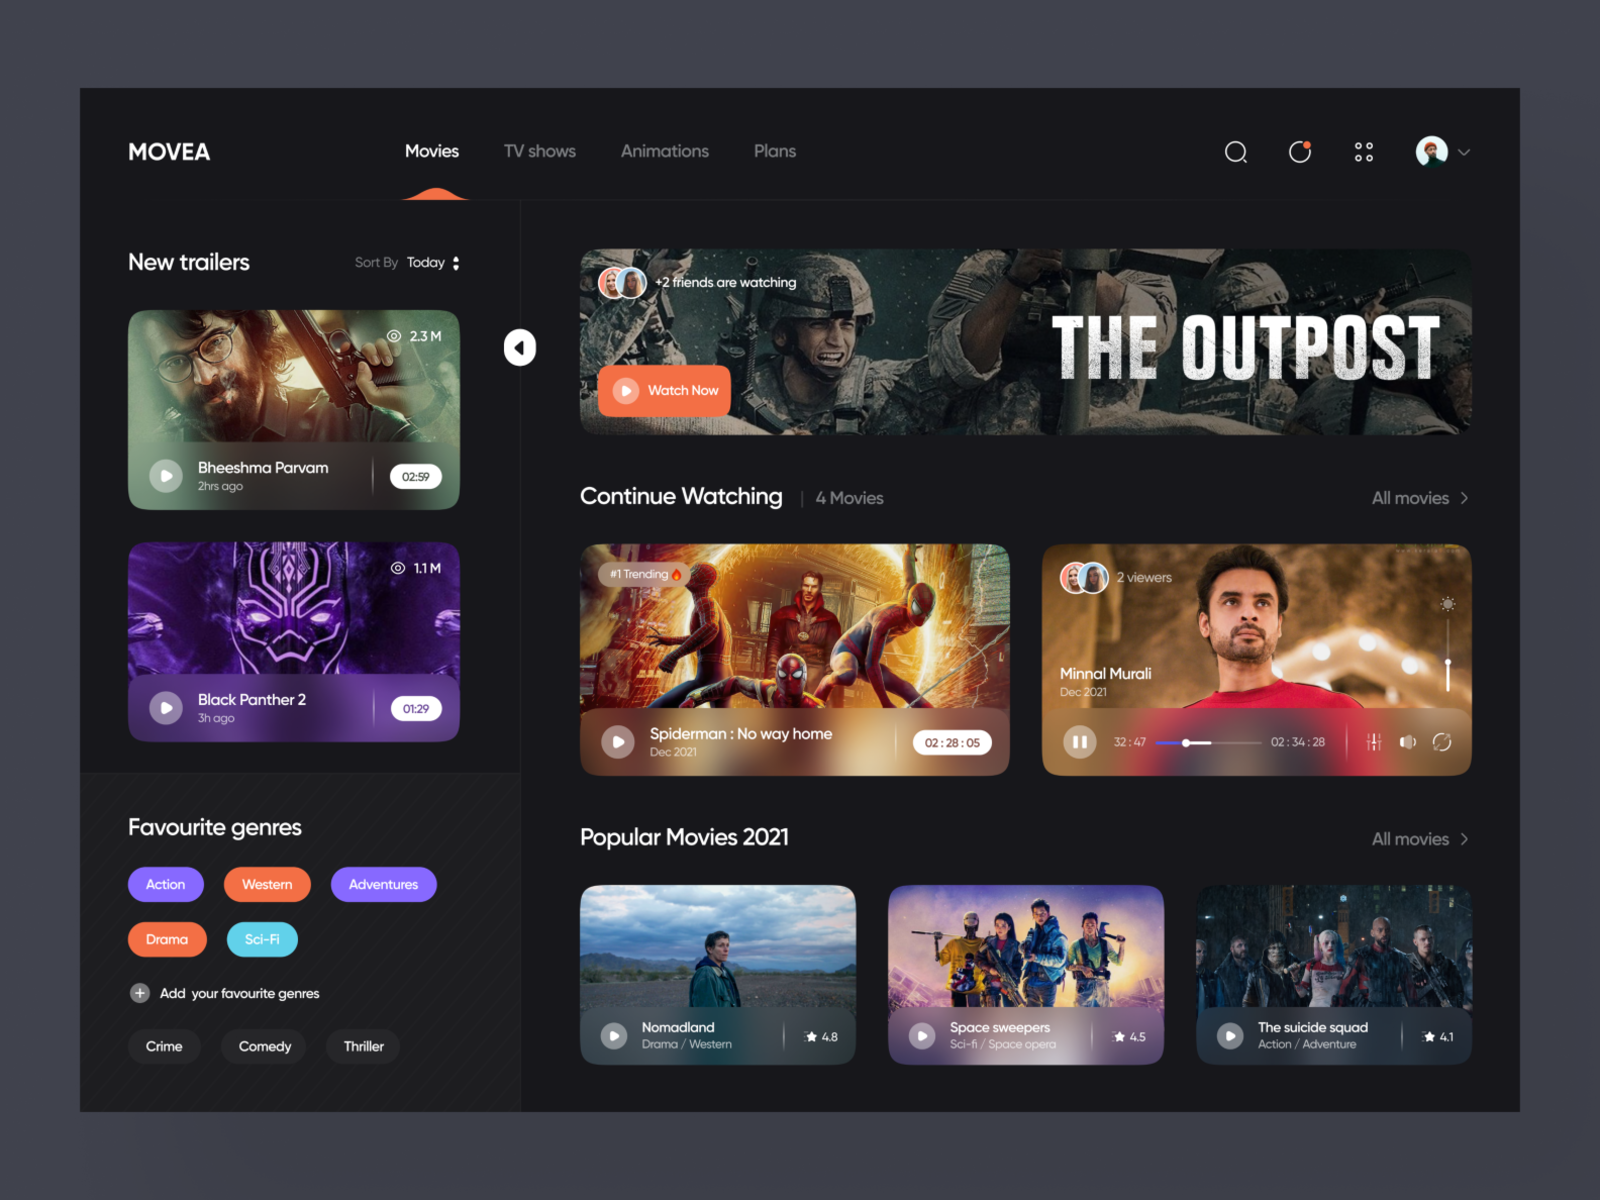 MOVEA
Movies
TV shows
Animations
Plans
New trailers
Sort By Today
2.3 M
Bheeshma Parvam
2hrs ago
02:59
1.1 M
Black Panther 2
3h ago
01:29
Favourite genres
Action
Western
Adventures
Drama
Sci-Fi
Add your favourite genres
Crime
Comedy
Thriller
+2 friends are watching
Watch Now
THE OUTPOST
Continue Watching | 4 Movies
All movies
#1 Trending
Spiderman : No way home
Dec 2021
02 : 28 : 05
2 viewers
Minnal Murali
Dec 2021
32 : 47
02 : 34 : 28
Popular Movies 2021
All movies
Nomadland
Drama / Western
4.8
Space sweepers
Sci-fi / Space opera
4.5
The suicide squad
Action / Adventure
4.1